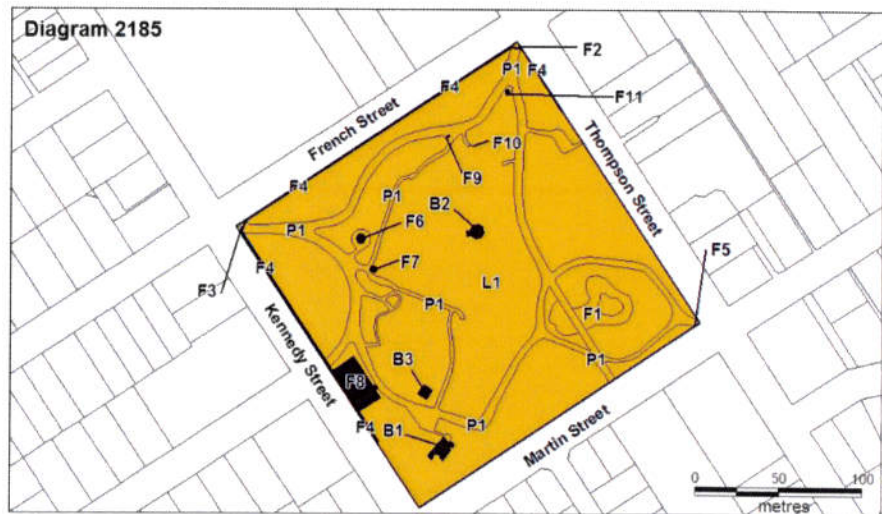 Diagram 2185
F2
P1
F4
F4
F11
French Street
Thompson Street
F10
F9
F4
P1
B2
P1
F6
F5
F7
F4
L1
F3
P1
F1
Kennedy Street
B3
P1
F8
P1
F4
B1
Martin Street
0 50 100
metres